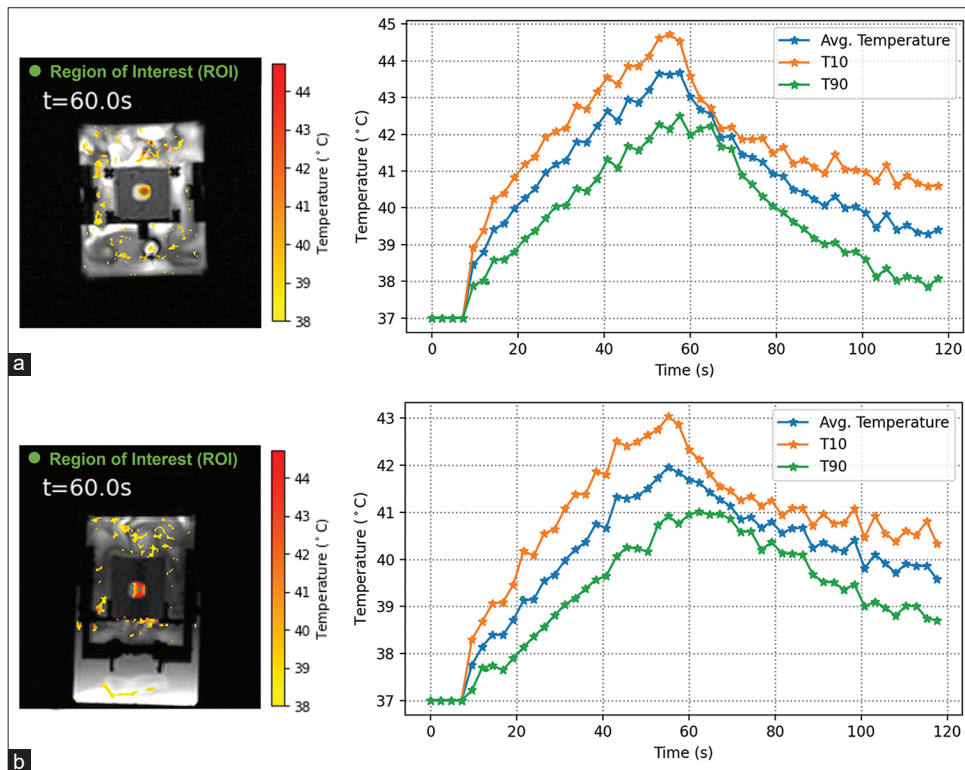 Region of Interest (ROI)
t=60.0s
44
43
42
41
40
39
38
Temperature (°C)
45
44
43
42
41
40
39
38
37
Temperature (°C)
Avg. Temperature
T10
T90
0 20 40 60 80 100 120
Time (s)
a
Region of Interest (ROI)
t=60.0s
44
43
42
41
40
39
38
Temperature (°C)
43
42
41
40
39
38
37
Temperature (°C)
Avg. Temperature
T10
T90
0 20 40 60 80 100 120
Time (s)
b